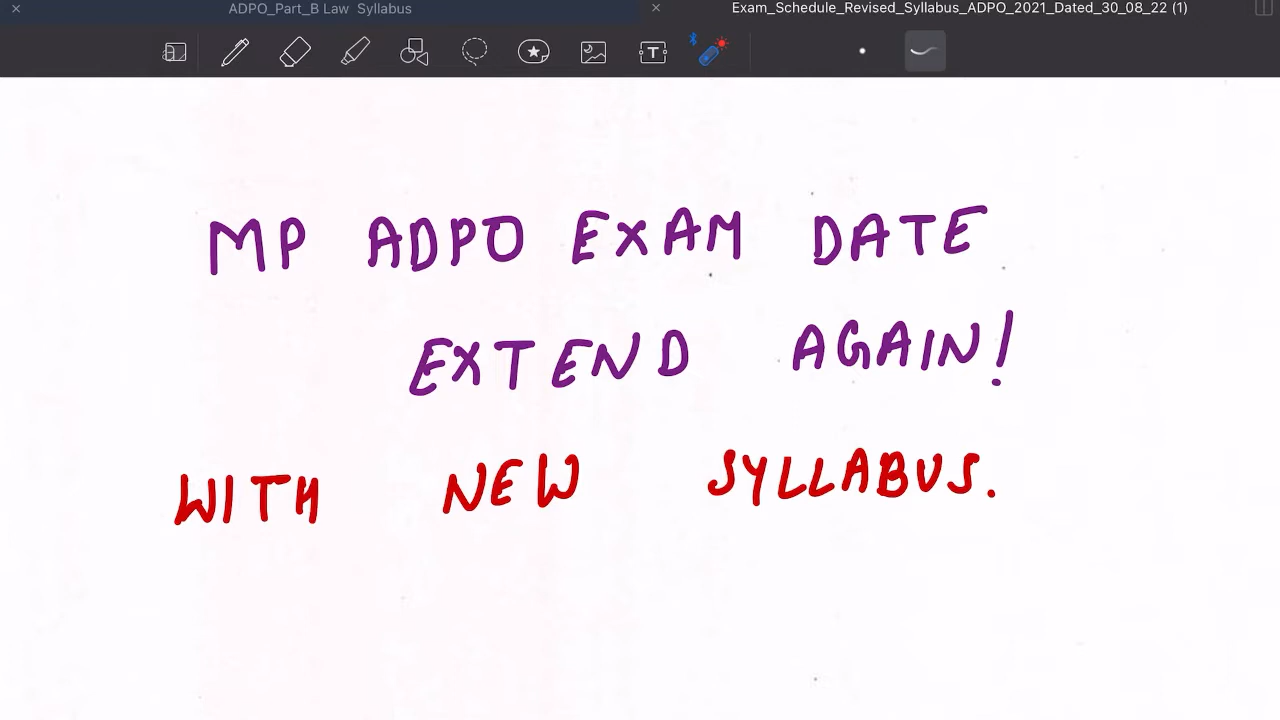 ADPO_Part_B Law Syllabus
Exam_Schedule_Revised_Syllabus_ADPO_2021_Dated_30_08_22 (1)
T
MP ADPO EXAM DATE
EXTEND AGAIN!
WITH NEW SYLLABUS.